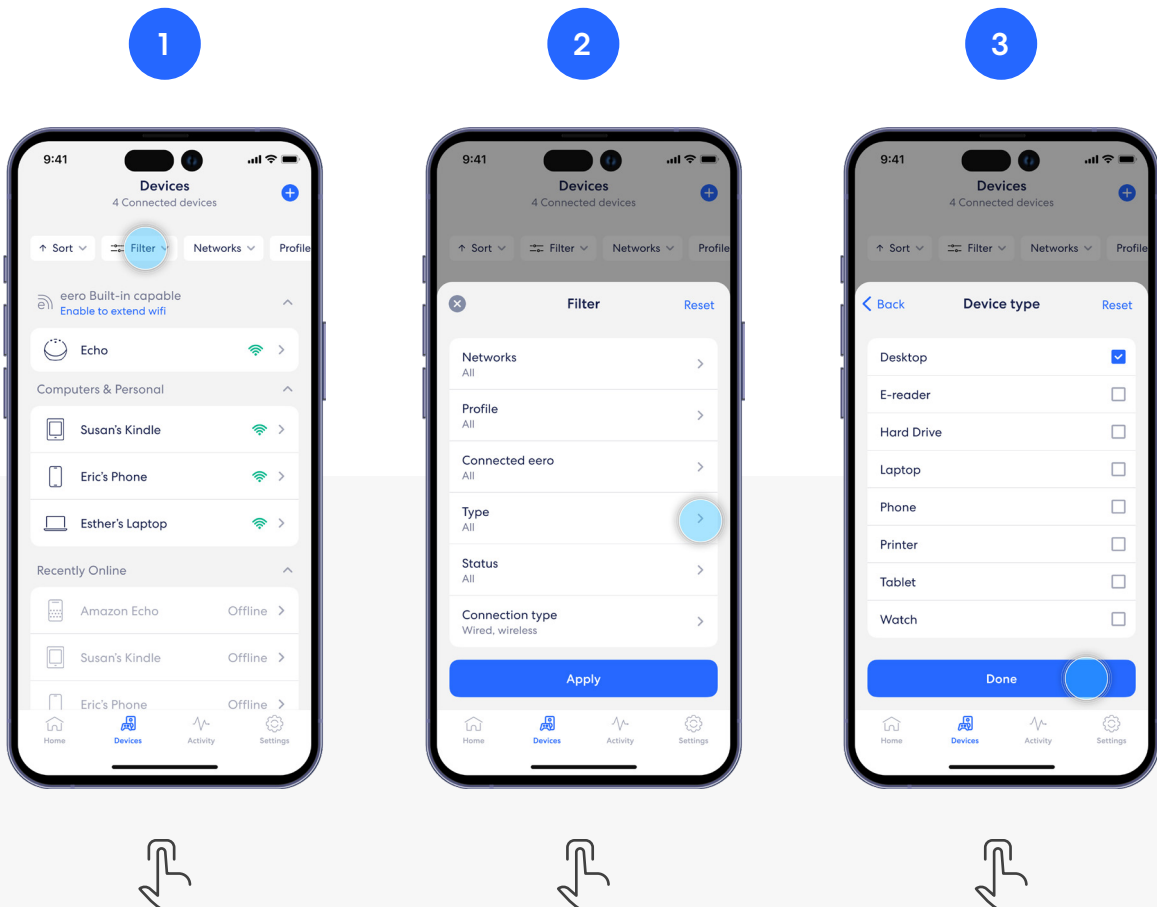 1
9:41
Devices
4 Connected devices
Sort
Filter
Networks
Profile
eero Built-in capable
Enable to extend wifi
Echo
Computers & Personal
Susan's Kindle
Eric's Phone
Esther's Laptop
Recently Online
Amazon Echo Offline
Susan's Kindle Offline
Eric's Phone Offline
Home Devices Activity Settings
2
9:41
Devices
4 Connected devices
Sort
Filter
Networks
Profile
Filter Reset
Networks
All
Profile
All
Connected eero
All
Type
All
Status
All
Connection type
Wired, wireless
Apply
Home Devices Activity Settings
3
9:41
Devices
4 Connected devices
Sort
Filter
Networks
Profile
Back Device type Reset
Desktop
E-reader
Hard Drive
Laptop
Phone
Printer
Tablet
Watch
Done
Home Devices Activity Settings